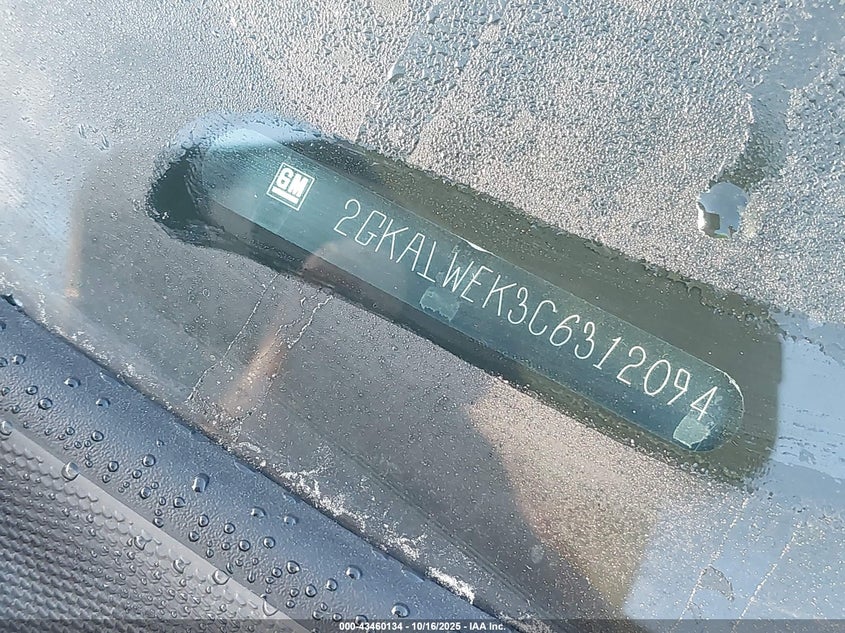 GM
2GKALWEK3C6312094
000-43460134 - 10/16/2025 - IAA Inc.